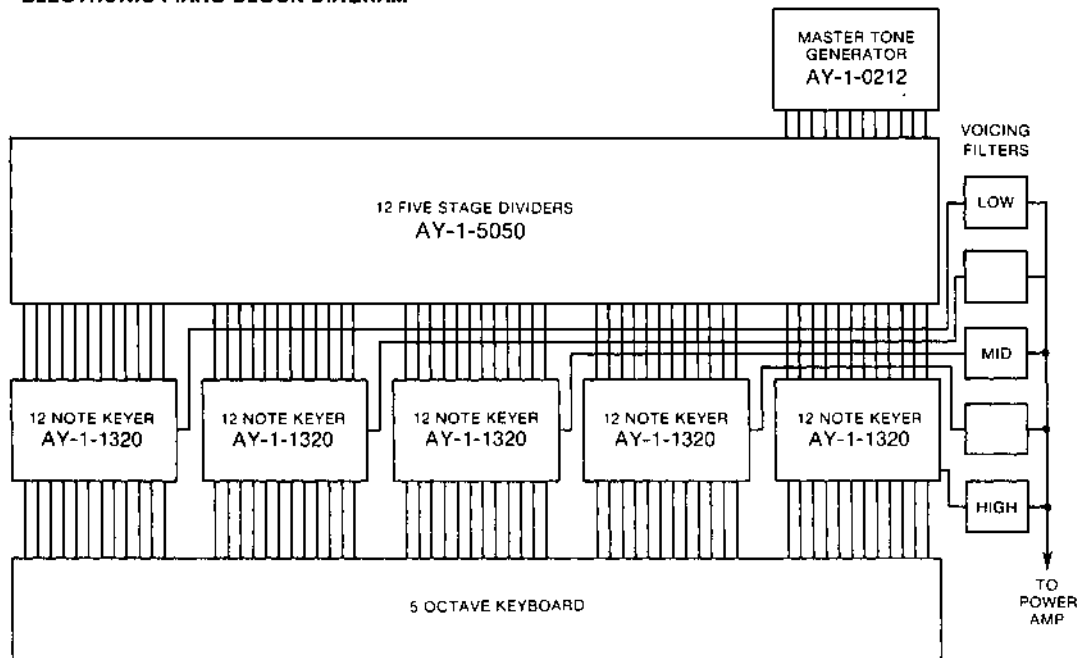 MASTER TONE
GENERATOR
AY-1-0212
VOICING
FILTERS
12 FIVE STAGE DIVIDERS
AY-1-5050
LOW
MID
12 NOTE KEYER
AY-1-1320
12 NOTE KEYER
AY-1-1320
12 NOTE KEYER
AY-1-1320
12 NOTE KEYER
AY-1-1320
12 NOTE KEYER
AY-1-1320
HIGH
5 OCTAVE KEYBOARD
TO
POWER
AMP